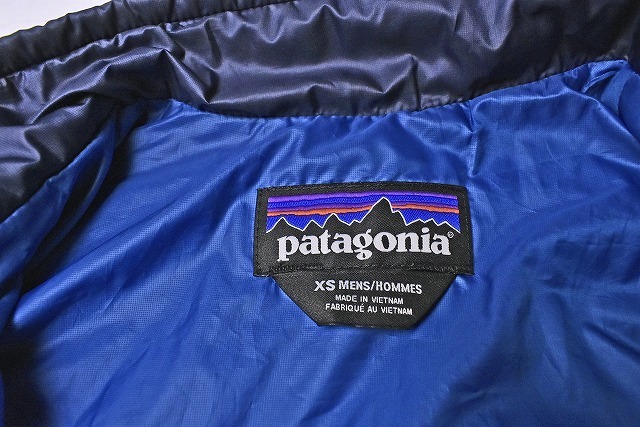 patagonia®
XS MENS/HOMMES
MADE IN VIETNAM
FABRIQUÉ AU VIETNAM